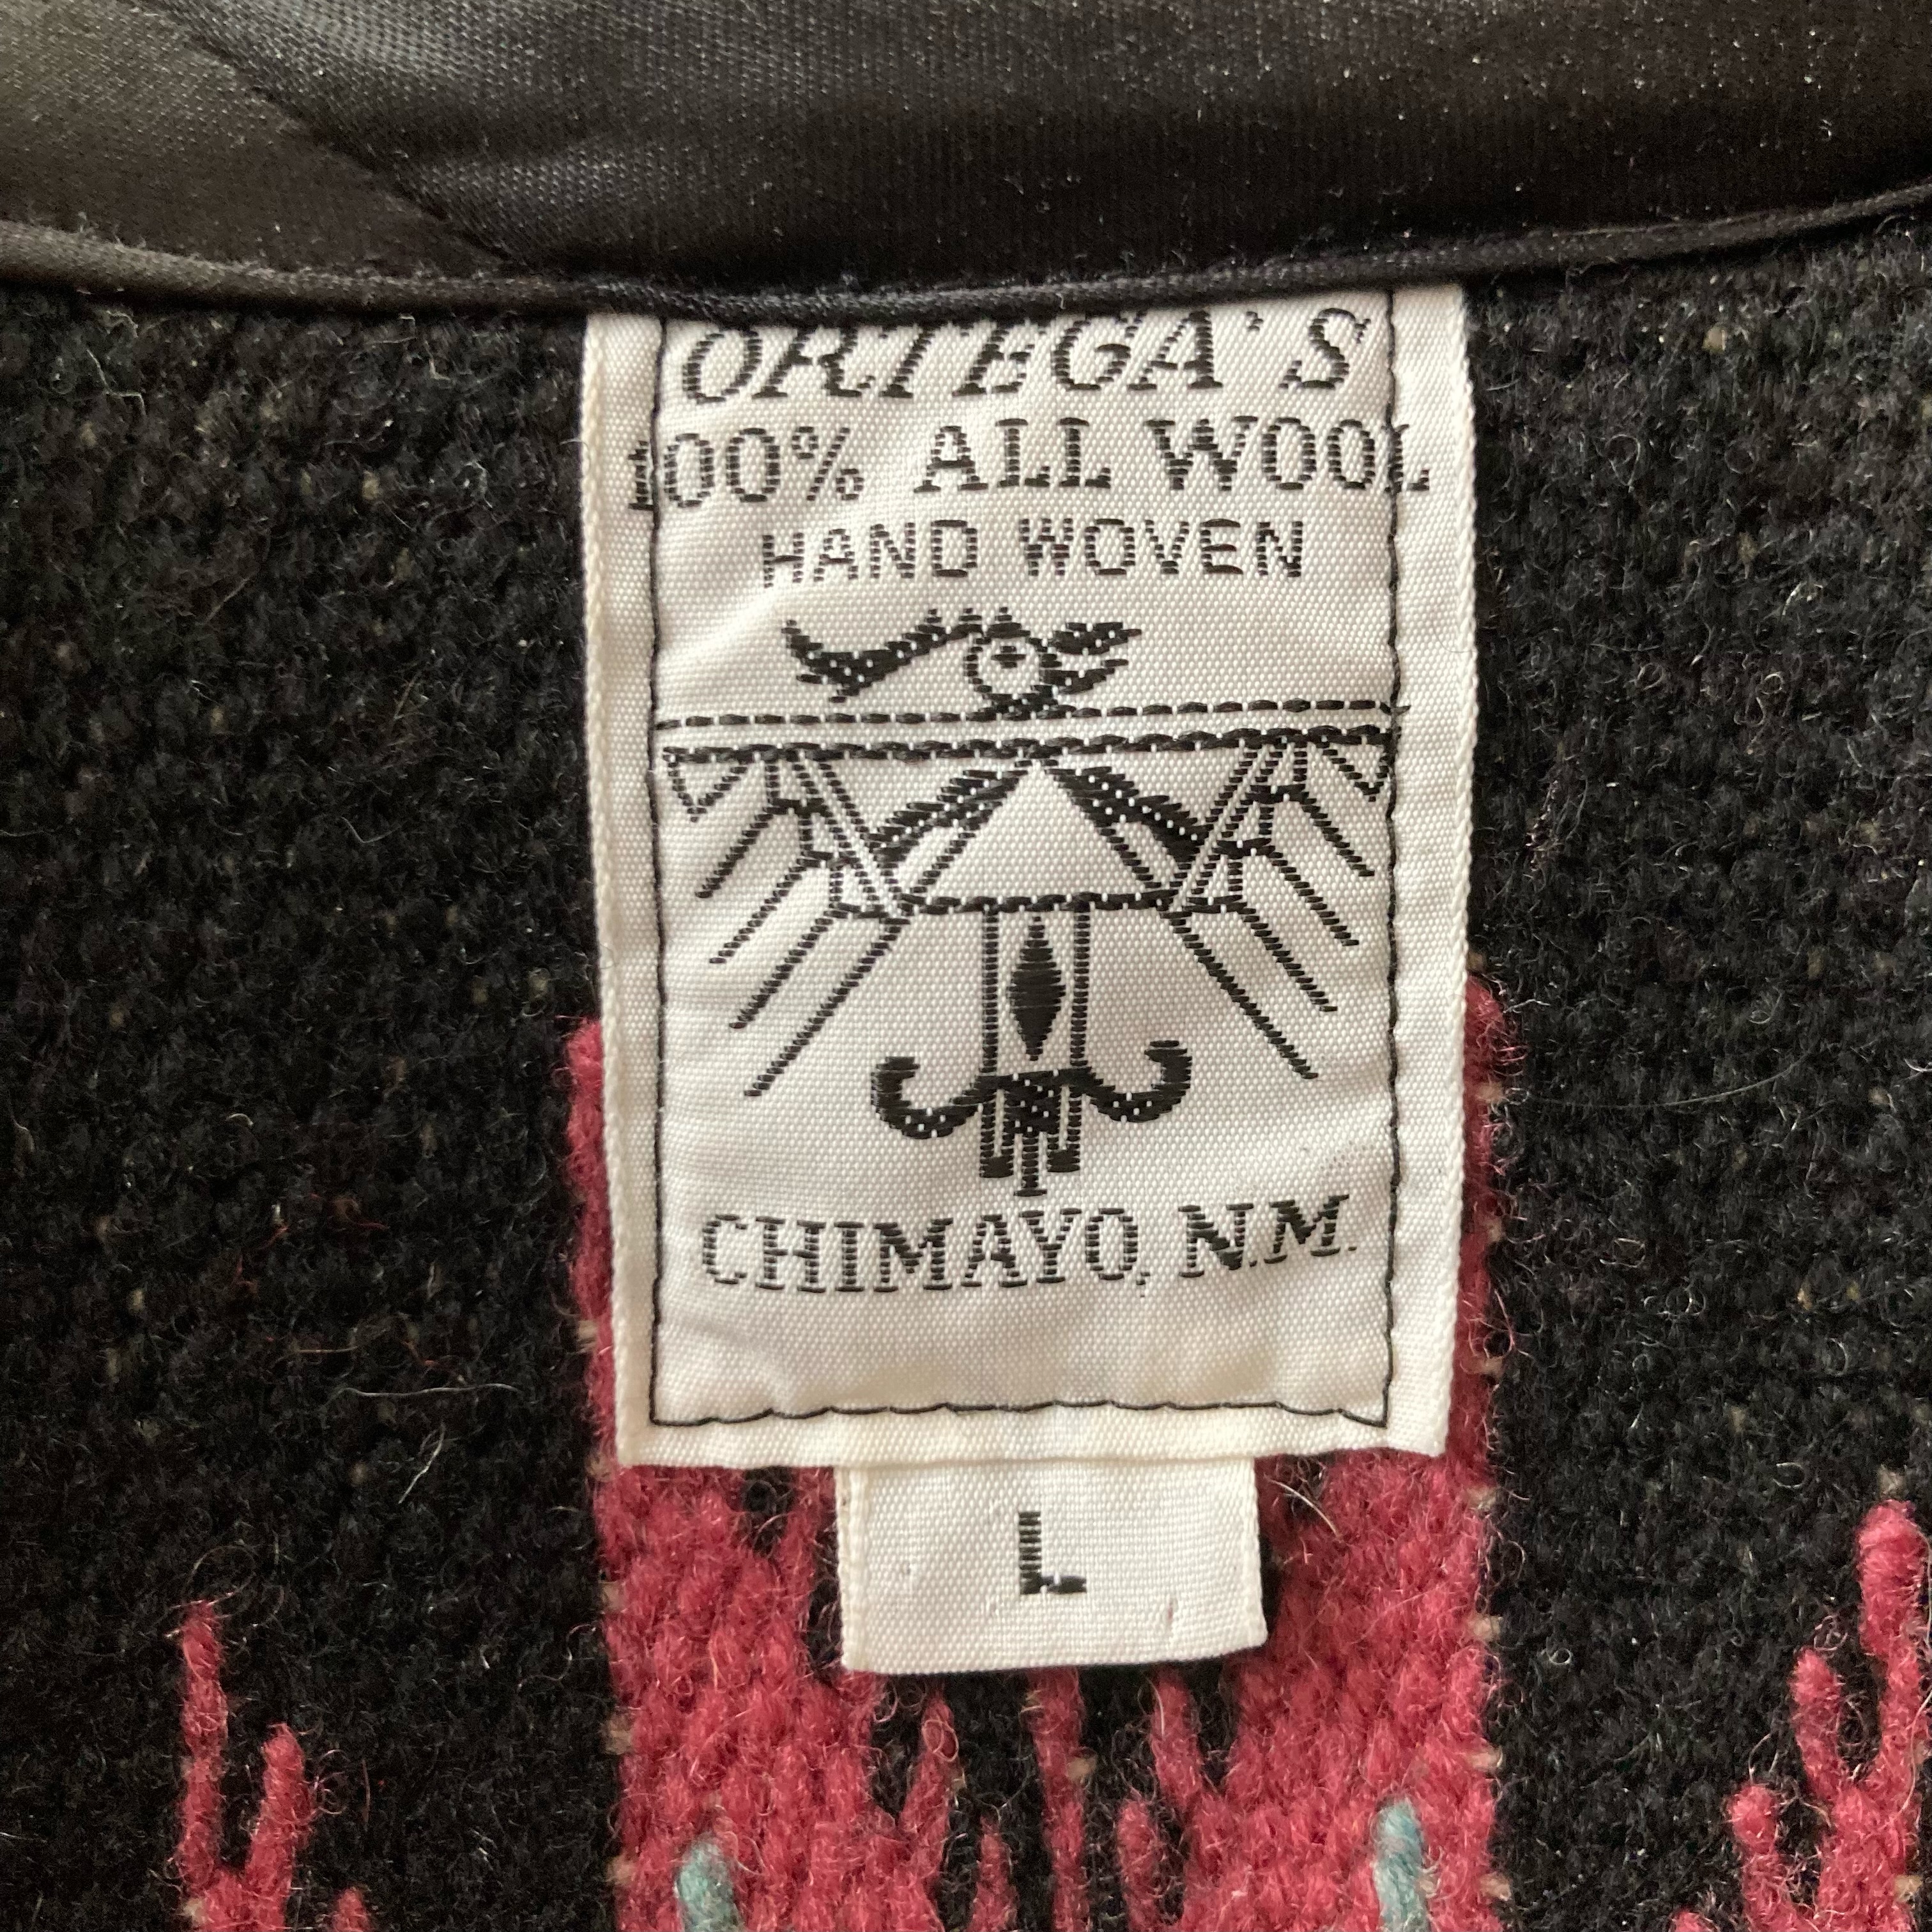 ORTEGA'S
100% ALL WOOL
HAND WOVEN
CHIMAYO, N.M.
L